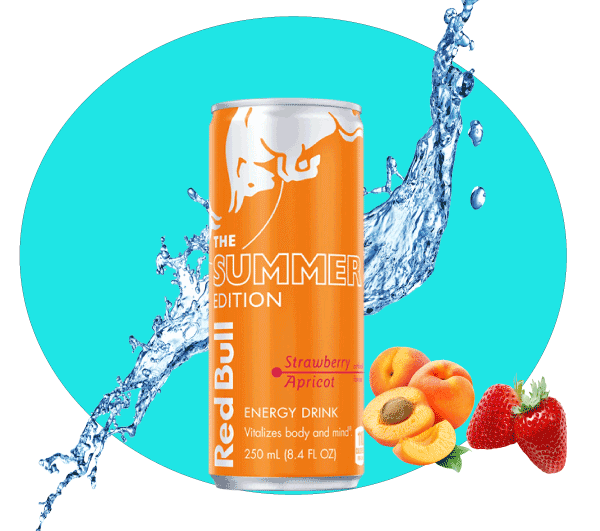 THE
SUMMER
EDITION
Red Bull
Strawberry
Apricot
ENERGY DRINK
Vitalizes body and mind®
250 mL (8.4 FL OZ)